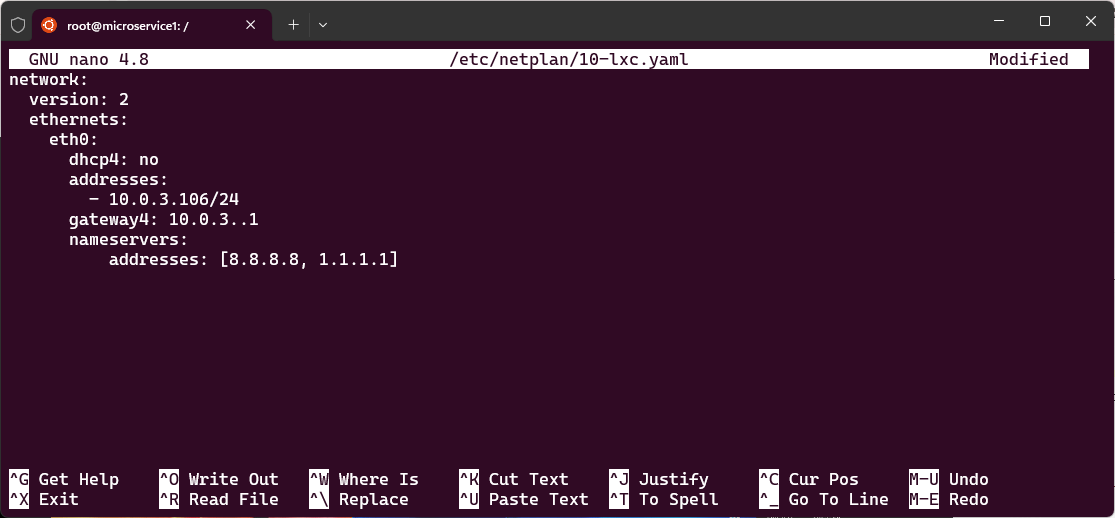 root@microservice1: /
GNU nano 4.8 /etc/netplan/10-lxc.yaml Modified
network:
  version: 2
  ethernets:
    eth0:
      dhcp4: no
      addresses:
        - 10.0.3.106/24
      gateway4: 10.0.3..1
      nameservers:
          addresses: [8.8.8.8, 1.1.1.1]
^G Get Help ^O Write Out ^W Where Is ^K Cut Text ^J Justify ^C Cur Pos M-U Undo
^X Exit ^R Read File ^\ Replace ^U Paste Text ^T To Spell ^_ Go To Line M-E Redo